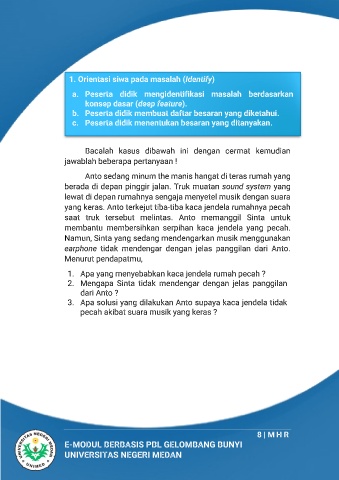 1. Orientasi siwa pada masalah (Identify)
a. Peserta didik mengidentifikasi masalah berdasarkan
konsep dasar (deep feature).
b. Peserta didik membuat daftar besaran yang diketahui.
c. Peserta didik menentukan besaran yang ditanyakan.
Bacalah kasus dibawah ini dengan cermat kemudian
jawablah beberapa pertanyaan !
Anto sedang minum the manis hangat di teras rumah yang
berada di depan pinggir jalan. Truk muatan sound system yang
lewat di depan rumahnya sengaja menyetel musik dengan suara
yang keras. Anto terkejut tiba-tiba kaca jendela rumahnya pecah
saat truk tersebut melintas. Anto memanggil Sinta untuk
membantu membersihkan serpihan kaca jendela yang pecah.
Namun, Sinta yang sedang mendengarkan musik menggunakan
earphone tidak mendengar dengan jelas panggilan dari Anto.
Menurut pendapatmu,
1. Apa yang menyebabkan kaca jendela rumah pecah ?
2. Mengapa Sinta tidak mendengar dengan jelas panggilan
dari Anto ?
3. Apa solusi yang dilakukan Anto supaya kaca jendela tidak
pecah akibat suara musik yang keras ?
8 | M H R
UNIVERSITAS NEGERI MEDAN
UNIMED
E-MODUL BERBASIS PBL GELOMBANG BUNYI
UNIVERSITAS NEGERI MEDAN